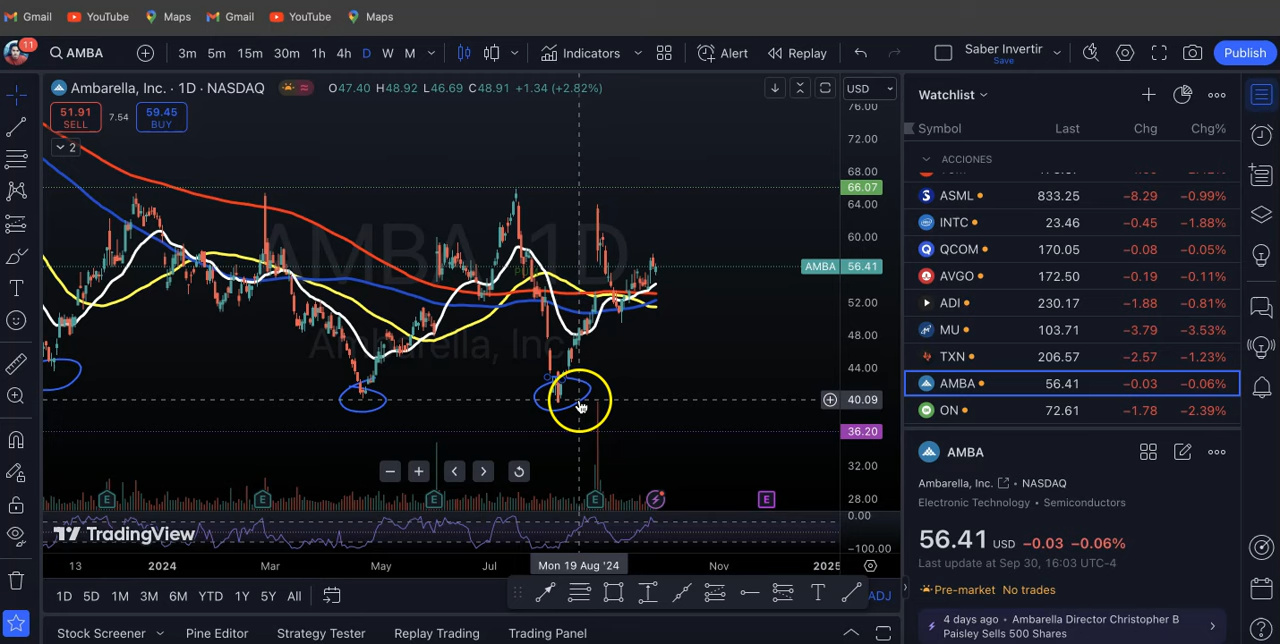 Gmail YouTube Maps Gmail YouTube Maps
11 AMBA 3m 5m 15m 30m 1h 4h D W M Indicators Alert Replay Saber Invertir Save Publish
Ambarella, Inc. · 1D · NASDAQ O47.40 H48.92 L46.69 C48.91 +1.34 (+2.82%) USD
51.91 SELL 7.54 59.45 BUY
2
AMBA, 1D
Ambarella, Inc.
76.00
72.00
68.00
66.07
64.00
60.00
AMBA 56.41
52.00
48.00
44.00
40.09
36.20
32.00
28.00
0.00
−100.00
E E E E E
TradingView
13 2024 Mar May Jul Mon 19 Aug '24 Nov 2025
1D 5D 1M 3M 6M YTD 1Y 5Y All ADJ
Stock Screener Pine Editor Strategy Tester Replay Trading Trading Panel
Watchlist
Symbol Last Chg Chg%
ACCIONES
ASML 833.25 −8.29 −0.99%
INTC 23.46 −0.45 −1.88%
QCOM 170.05 −0.08 −0.05%
AVGO 172.50 −0.19 −0.11%
ADI 230.17 −1.88 −0.81%
MU 103.71 −3.79 −3.53%
TXN 206.57 −2.57 −1.23%
AMBA 56.41 −0.03 −0.06%
ON 72.61 −1.78 −2.39%
AMBA
Ambarella, Inc. • NASDAQ
Electronic Technology • Semiconductors
56.41 USD −0.03 −0.06%
Last update at Sep 30, 16:03 UTC-4
Pre-market No trades
4 days ago • Ambarella Director Christopher B
Paisley Sells 500 Shares